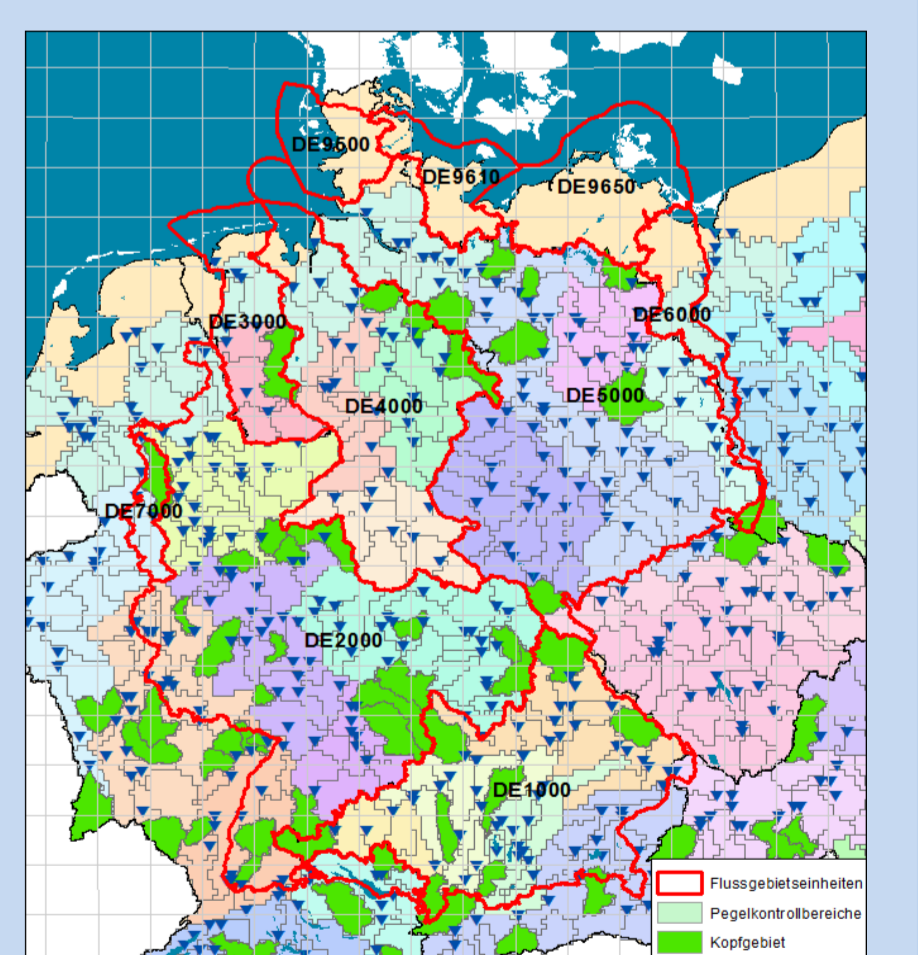 DE9500
DE9610
DE9650
DE3000
DE6000
DE5000
DE4000
DE7000
DE2000
DE1000
Flussgebietseinheiten
Pegelkontrollbereiche
Kopfgebiet